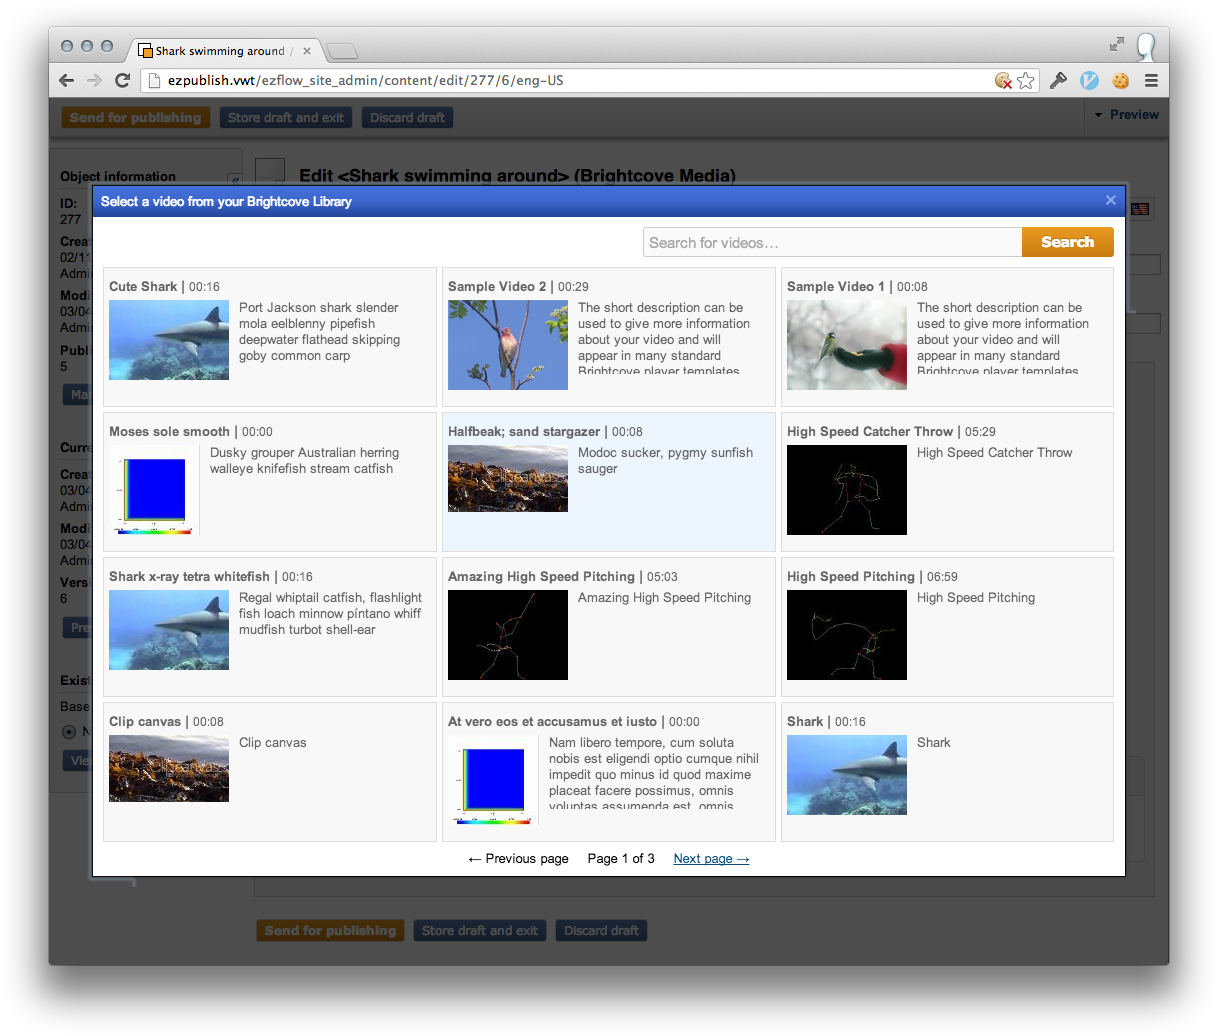 Shark swimming around /
ezpublish.vwt/ezflow_site_admin/content/edit/277/6/eng-US
Send for publishing
Store draft and exit
Discard draft
Preview
Object information
Edit <Shark swimming around> (Brightcove Media)
ID:
277
02/11
5
6
Select a video from your Brightcove Library
Search for videos...
Search
Cute Shark | 00:16
Port Jackson shark slender
mola eelblenny pipefish
deepwater flathead skipping
goby common carp
Sample Video 2 | 00:29
The short description can be
used to give more information
about your video and will
appear in many standard
Brightcove player templates
Sample Video 1 | 00:08
The short description can be
used to give more information
about your video and will
appear in many standard
Brightcove player templates
Moses sole smooth | 00:00
Dusky grouper Australian herring
walleye knifefish stream catfish
Halfbeak; sand stargazer | 00:08
Modoc sucker, pygmy sunfish
sauger
High Speed Catcher Throw | 05:29
High Speed Catcher Throw
Shark x-ray tetra whitefish | 00:16
Regal whiptail catfish, flashlight
fish loach minnow píntano whiff
mudfish turbot shell-ear
Amazing High Speed Pitching | 05:03
Amazing High Speed Pitching
High Speed Pitching | 06:59
High Speed Pitching
Clip canvas | 00:08
Clip canvas
At vero eos et accusamus et iusto | 00:00
Nam libero tempore, cum soluta
nobis est eligendi optio cumque nihil
impedit quo minus id quod maxime
placeat facere possimus, omnis
voluptas assumenda est, omnis
Shark | 00:16
Shark
← Previous page Page 1 of 3 Next page →
Send for publishing
Store draft and exit
Discard draft